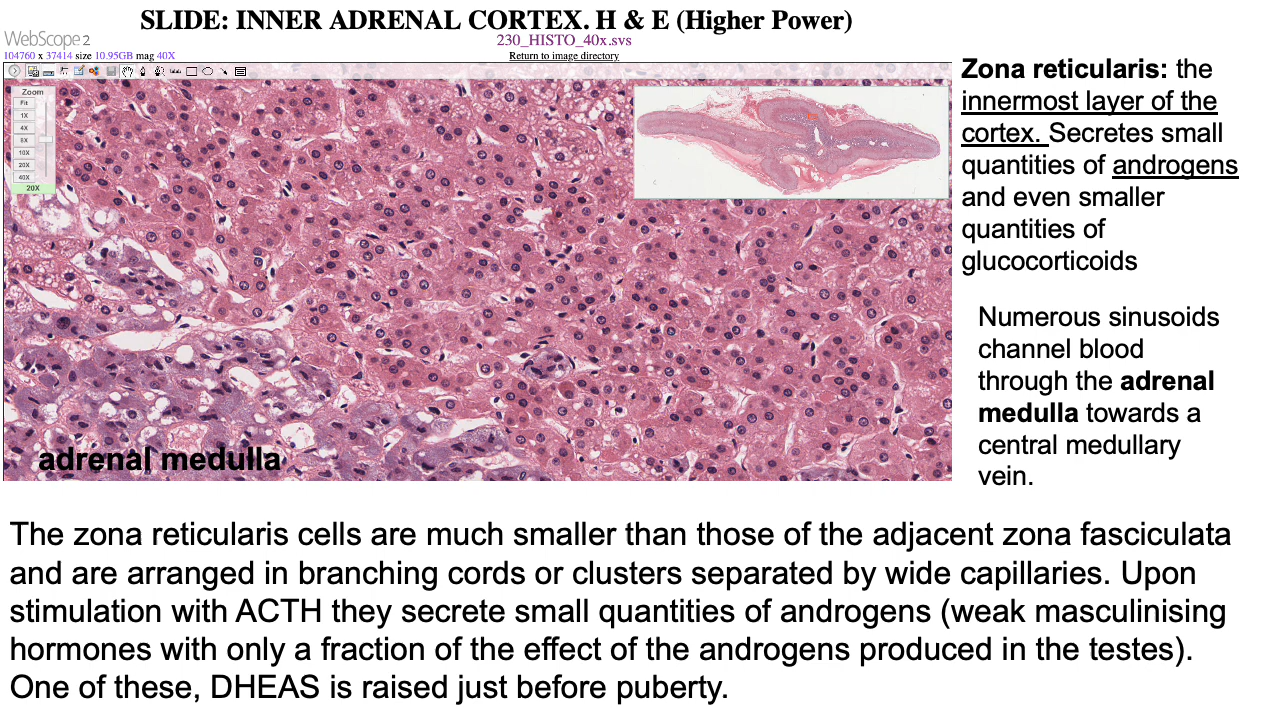 SLIDE: INNER ADRENAL CORTEX. H & E (Higher Power)
WebScope 2
230_HISTO_40x.svs
104760 x 37414 size 10.95GB mag 40X
Return to image directory
Zoom
Fit
1X
4X
8X
10X
20X
40X
20X
adrenal medulla
Zona reticularis: the
innermost layer of the
cortex. Secretes small
quantities of androgens
and even smaller
quantities of
glucocorticoids
Numerous sinusoids
channel blood
through the adrenal
medulla towards a
central medullary
vein.
The zona reticularis cells are much smaller than those of the adjacent zona fasciculata
and are arranged in branching cords or clusters separated by wide capillaries. Upon
stimulation with ACTH they secrete small quantities of androgens (weak masculinising
hormones with only a fraction of the effect of the androgens produced in the testes).
One of these, DHEAS is raised just before puberty.